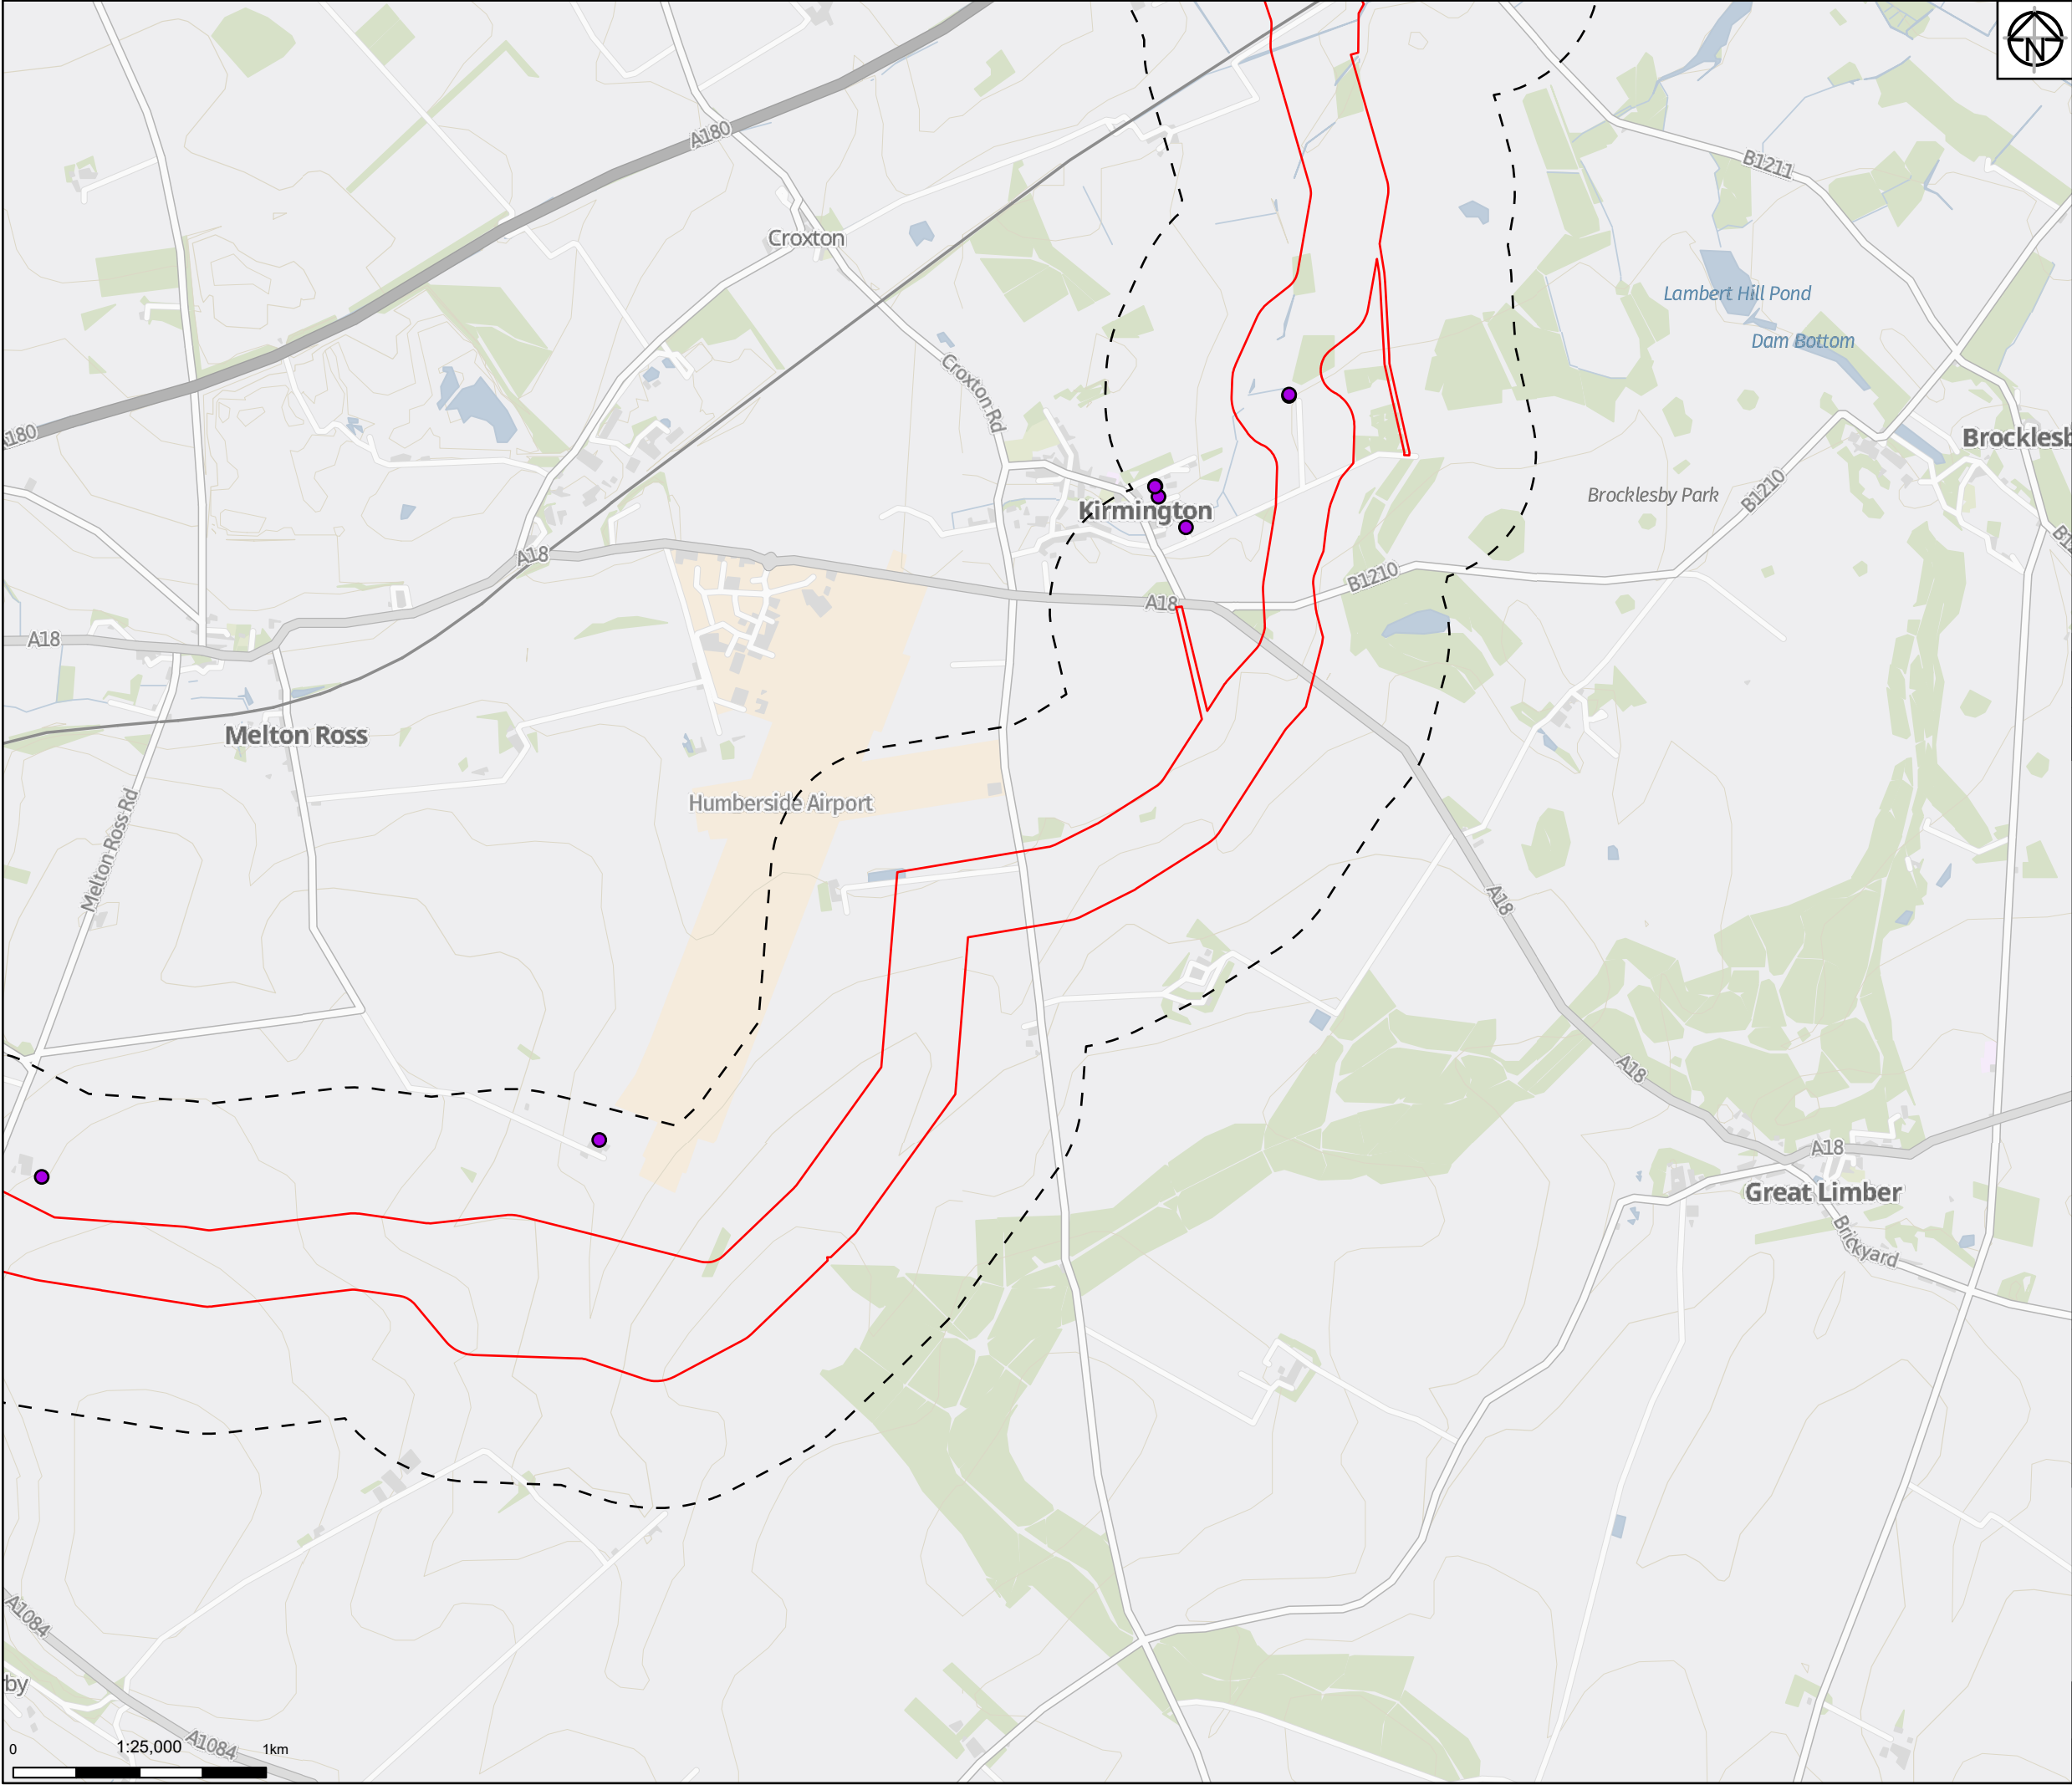 N
A180
B1211
Croxton
Lambert Hill Pond
Dam Bottom
Croxton Rd
A180
Brocklesb
Brocklesby Park
B1210
Kirmington
B1
A18
B1210
A18
A18
Melton Ross
Humberside Airport
Melton Ross Rd
A18
A18
A18
Great Limber
Brickyard
A1084
by
A1084
0
1:25,000
1km